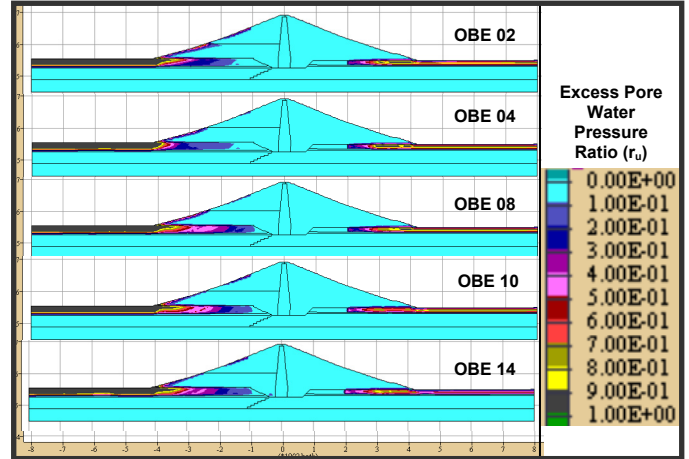 OBE 02
OBE 04
OBE 08
OBE 10
OBE 14
-8 -7 -6 -5 -4 -3 -2 -1 0 1 2 3 4 5 6 7 8
Excess Pore
Water
Pressure
Ratio (ru)
0.00E+00
1.00E-01
2.00E-01
3.00E-01
4.00E-01
5.00E-01
6.00E-01
7.00E-01
8.00E-01
9.00E-01
1.00E+00